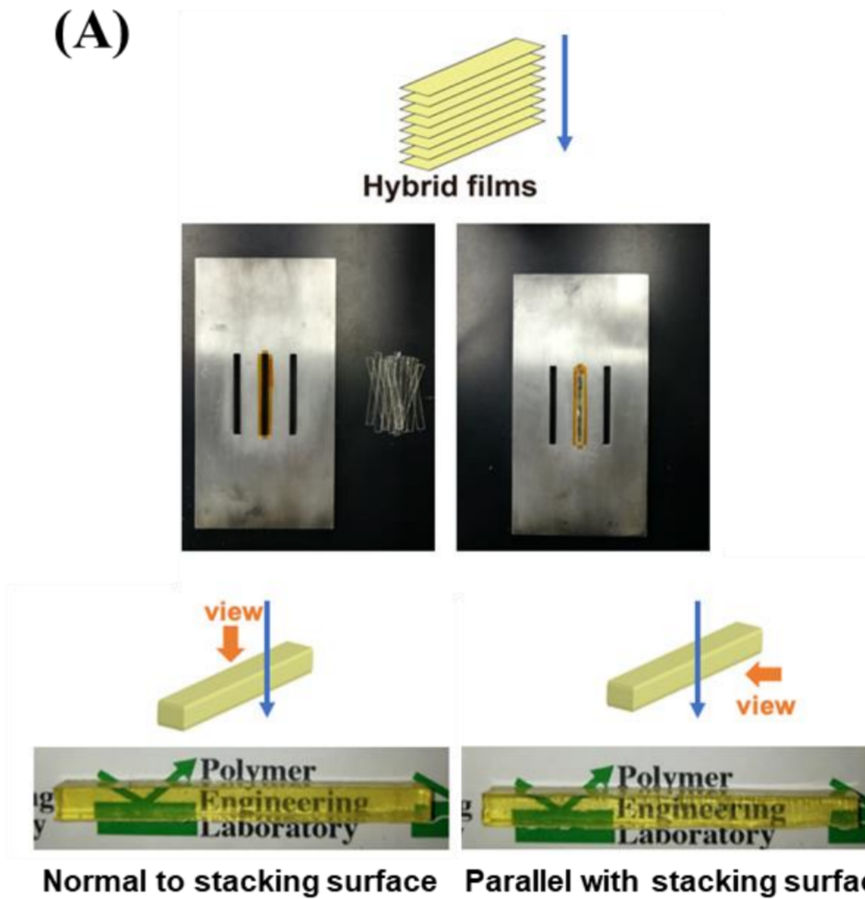 (A)
Hybrid films
view
view
Polymer
Engineering
Laboratory
Polymer
Engineering
Laboratory
Normal to stacking surface
Parallel with stacking surfac